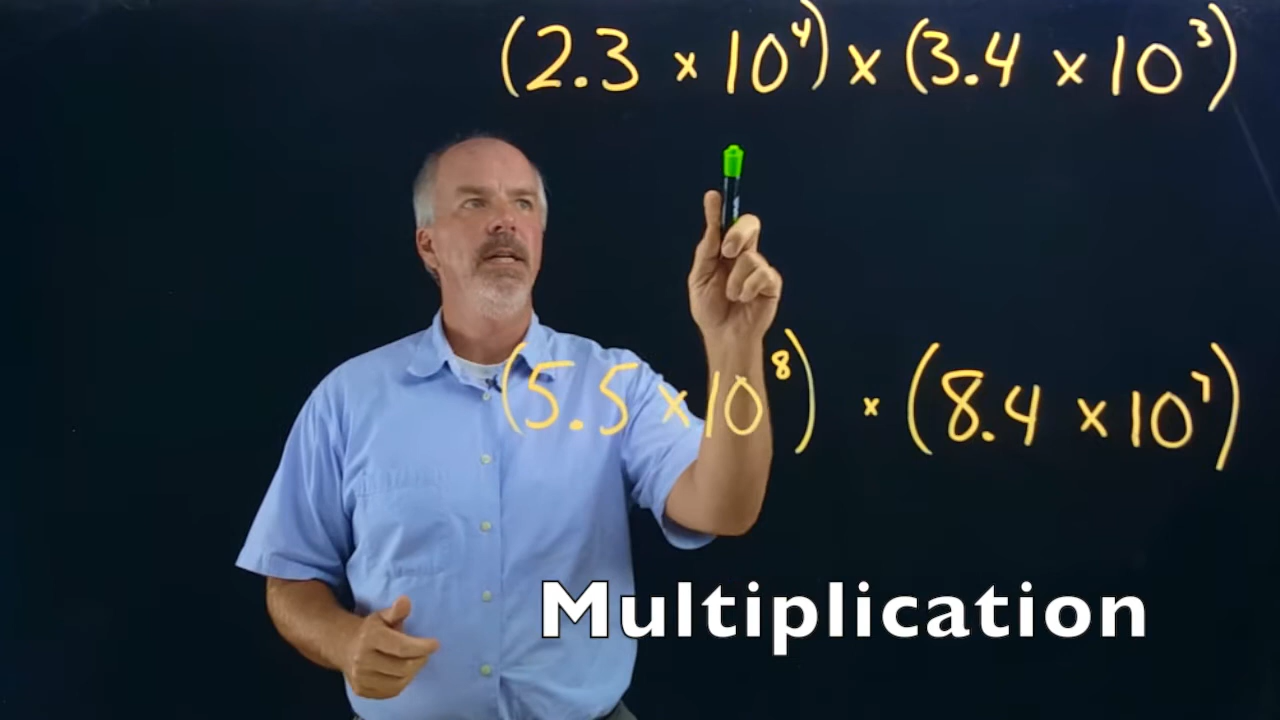 (2.3 × 10⁴) × (3.4 × 10³)
(5.5 × 10⁸) × (8.4 × 10⁷)
Multiplication